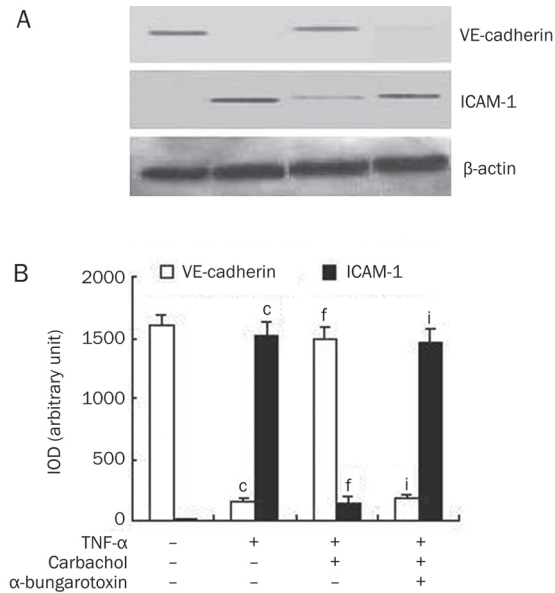 A
VE-cadherin
ICAM-1
β-actin
B
VE-cadherin ICAM-1
IOD (arbitrary unit)
2000
1500
1000
500
0
c c f f i i
TNF-α – + + +
Carbachol – – + +
α-bungarotoxin – – – +